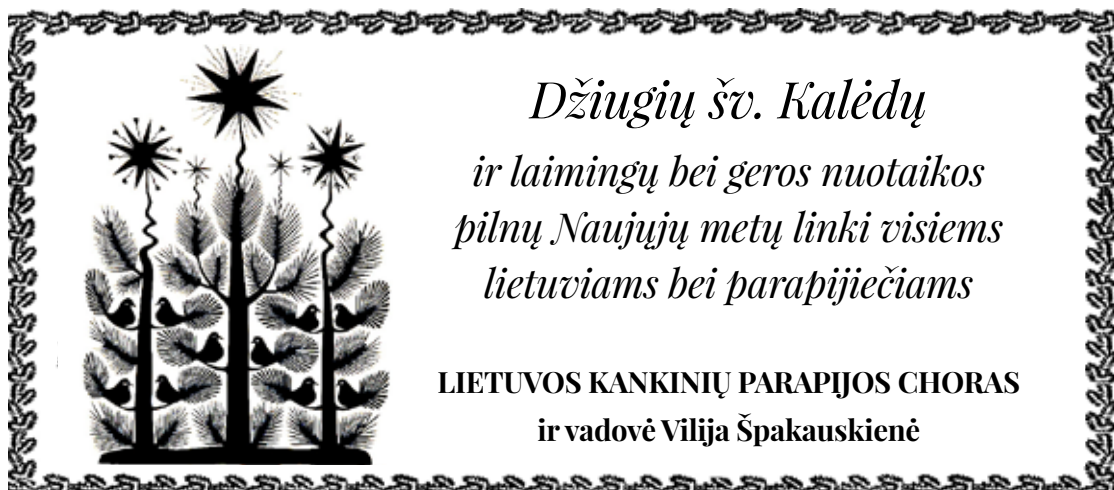 Džiugių šv. Kalėdų
ir laimingų bei geros nuotaikos
pilnų Naujųjų metų linki visiems
lietuviams bei parapijiečiams
LIETUVOS KANKINIŲ PARAPIJOS CHORAS
ir vadovė Vilija Špakauskienė